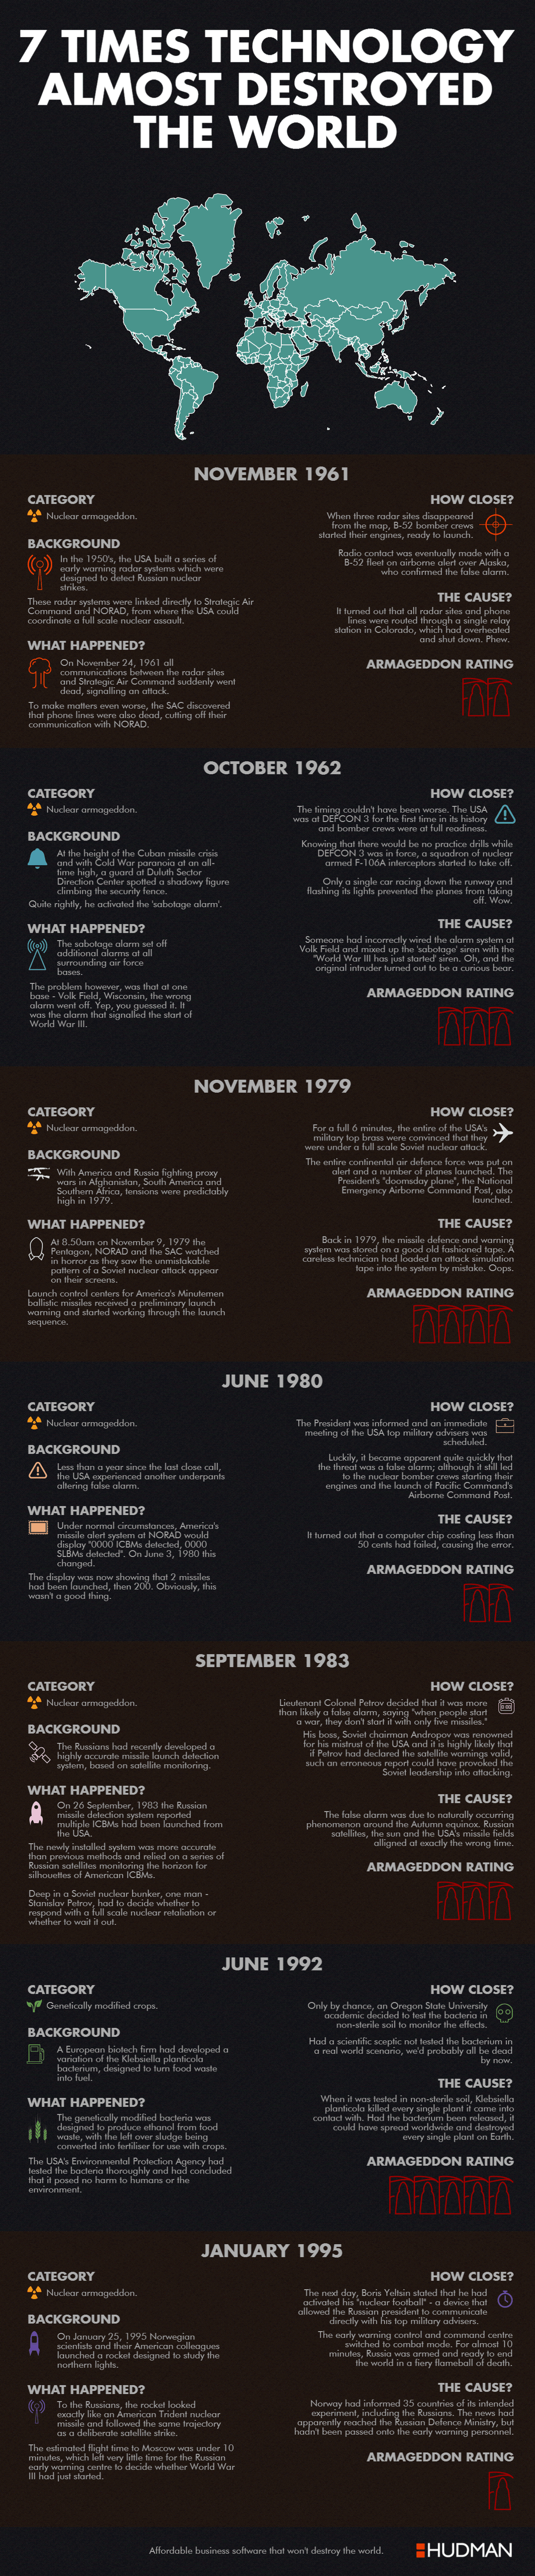 7 TIMES TECHNOLOGY
ALMOST DESTROYED
THE WORLD
NOVEMBER 1961
CATEGORY
Nuclear armageddon.
BACKGROUND
In the 1950's, the USA built a series of
early warning radar systems which were
designed to detect Russian nuclear
strikes.
These radar systems were linked directly to Strategic Air
Command and NORAD, from where the USA could
coordinate a full scale nuclear assault.
WHAT HAPPENED?
On November 24, 1961 all
communications between the radar sites
and Strategic Air Command suddenly went
dead, signalling an attack.
To make matters even worse, the SAC discovered
that phone lines were also dead, cutting off their
communication with NORAD.
HOW CLOSE?
When three radar sites disappeared
from the map, B-52 bomber crews
started their engines, ready to launch.
Radio contact was eventually made with a
B-52 fleet on airborne alert over Alaska,
who confirmed the false alarm.
THE CAUSE?
It turned out that all radar sites and phone
lines were routed through a single relay
station in Colorado, which had overheated
and shut down. Phew.
ARMAGEDDON RATING
OCTOBER 1962
CATEGORY
Nuclear armageddon.
BACKGROUND
At the height of the Cuban missile crisis
and with Cold War paranoia at an all-
time high, a guard at Duluth Sector
Direction Center spotted a shadowy figure
climbing the security fence.
Quite rightly, he activated the 'sabotage alarm'.
WHAT HAPPENED?
The sabotage alarm set off
additional alarms at all
surrounding air force
bases.
The problem however, was that at one
base - Volk Field, Wisconsin, the wrong
alarm went off. Yep, you guessed it. It
was the alarm that signalled the start of
World War III.
HOW CLOSE?
The timing couldn't have been worse. The USA
was at DEFCON 3 for the first time in its history
and bomber crews were at full readiness.
Knowing that there would be no practice drills while
DEFCON 3 was in force, a squadron of nuclear
armed F-106A interceptors started to take off.
Only a single car racing down the runway and
flashing its lights prevented the planes from taking
off. Wow.
THE CAUSE?
Someone had incorrectly wired the alarm system at
Volk Field and mixed up the 'sabotage' siren with the
"World War III has just started' siren. Oh, and the
original intruder turned out to be a curious bear.
ARMAGEDDON RATING
NOVEMBER 1979
CATEGORY
Nuclear armageddon.
BACKGROUND
With America and Russia fighting proxy
wars in Afghanistan, South America and
Southern Africa, tensions were predictably
high in 1979.
WHAT HAPPENED?
At 8.50am on November 9, 1979 the
Pentagon, NORAD and the SAC watched
in horror as they saw the unmistakable
pattern of a Soviet nuclear attack appear
on their screens.
Launch control centers for America's Minutemen
ballistic missiles received a preliminary launch
warning and started working through the launch
sequence.
HOW CLOSE?
For a full 6 minutes, the entire of the USA's
military top brass were convinced that they
were under a full scale Soviet nuclear attack.
The entire continental air defence force was put on
alert and a number of planes launched. The
President's "doomsday plane", the National
Emergency Airborne Command Post, also
launched.
THE CAUSE?
Back in 1979, the missile defence and warning
system was stored on a good old fashioned tape. A
careless technician had loaded an attack simulation
tape into the system by mistake. Oops.
ARMAGEDDON RATING
JUNE 1980
CATEGORY
Nuclear armageddon.
BACKGROUND
Less than a year since the last close call,
the USA experienced another underpants
altering false alarm.
WHAT HAPPENED?
Under normal circumstances, America's
missile alert system at NORAD would
display "0000 ICBMs detected, 0000
SLBMs detected". On June 3, 1980 this
changed.
The display was now showing that 2 missiles
had been launched, then 200. Obviously, this
wasn't a good thing.
HOW CLOSE?
The President was informed and an immediate
meeting of the USA top military advisers was
scheduled.
Luckily, it became apparent quite quickly that
the threat was a false alarm; although it still led
to the nuclear bomber crews starting their
engines and the launch of Pacific Command's
Airborne Command Post.
THE CAUSE?
It turned out that a computer chip costing less than
50 cents had failed, causing the error.
ARMAGEDDON RATING
SEPTEMBER 1983
CATEGORY
Nuclear armageddon.
BACKGROUND
The Russians had recently developed a
highly accurate missile launch detection
system, based on satellite monitoring.
WHAT HAPPENED?
On 26 September, 1983 the Russian
missile detection system reported
multiple ICBMs had been launched from
the USA.
The newly installed system was more accurate
than previous methods and relied on a series of
Russian satellites monitoring the horizon for
silhouettes of American ICBMs.
Deep in a Soviet nuclear bunker, one man -
Stanislav Petrov, had to decide whether to
respond with a full scale nuclear retaliation or
whether to wait it out.
HOW CLOSE?
Lieutenant Colonel Petrov decided that it was more
than likely a false alarm, saying "when people start
a war, they don't start it with only five missiles."
His boss, Soviet chairman Andropov was renowned
for his mistrust of the USA and it is highly likely that
if Petrov had declared the satellite warnings valid,
such an erroneous report could have provoked the
Soviet leadership into attacking.
THE CAUSE?
The false alarm was due to naturally occurring
phenomenon around the Autumn equinox. Russian
satellites, the sun and the USA's missile fields
alligned at exactly the wrong time.
ARMAGEDDON RATING
JUNE 1992
CATEGORY
Genetically modified crops.
BACKGROUND
A European biotech firm had developed a
variation of the Klebsiella planticola
bacterium, designed to turn food waste
into fuel.
WHAT HAPPENED?
The genetically modified bacteria was
designed to produce ethanol from food
waste, with the left over sludge being
converted into fertiliser for use with crops.
The USA's Environmental Protection Agency had
tested the bacteria thoroughly and had concluded
that it posed no harm to humans or the
environment.
HOW CLOSE?
Only by chance, an Oregon State University
academic decided to test the bacteria in
non-sterile soil to monitor the effects.
Had a scientific sceptic not tested the bacterium in
a real world scenario, we'd probably all be dead
by now.
THE CAUSE?
When it was tested in non-sterile soil, Klebsiella
planticola killed every single plant it came into
contact with. Had the bacterium been released, it
could have spread worldwide and destroyed
every single plant on Earth.
ARMAGEDDON RATING
JANUARY 1995
CATEGORY
Nuclear armageddon.
BACKGROUND
On January 25, 1995 Norwegian
scientists and their American colleagues
launched a rocket designed to study the
northern lights.
WHAT HAPPENED?
To the Russians, the rocket looked
exactly like an American Trident nuclear
missile and followed the same trajectory
as a deliberate satellite strike.
The estimated flight time to Moscow was under 10
minutes, which left very little time for the Russian
early warning centre to decide whether World War
III had just started.
HOW CLOSE?
The next day, Boris Yeltsin stated that he had
activated his "nuclear football" - a device that
allowed the Russian president to communicate
directly with his top military advisers.
The early warning control and command centre
switched to combat mode. For almost 10
minutes, Russia was armed and ready to end
the world in a fiery flameball of death.
THE CAUSE?
Norway had informed 35 countries of its intended
experiment, including the Russians. The news had
apparently reached the Russian Defence Ministry, but
hadn't been passed onto the early warning personnel.
ARMAGEDDON RATING
Affordable business software that won't destroy the world.
HUDMAN